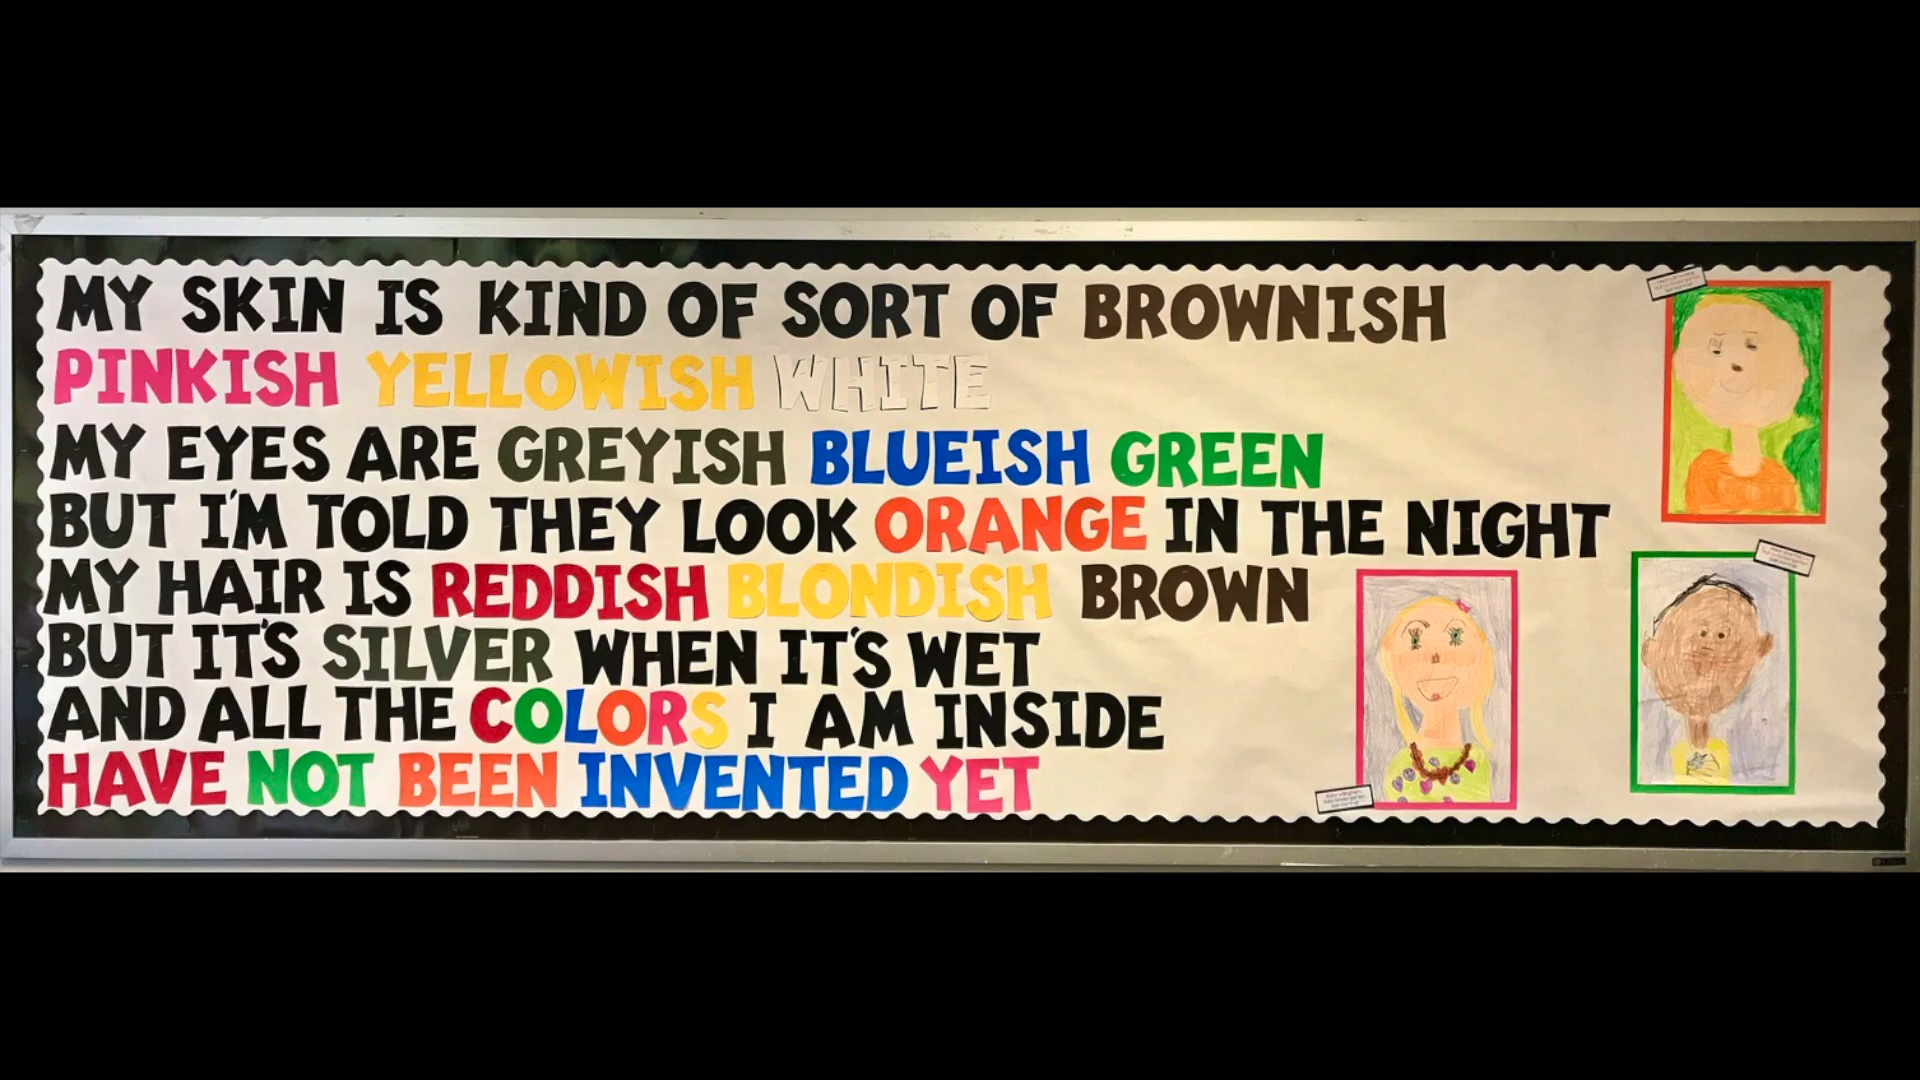 MY SKIN IS KIND OF SORT OF BROWNISH
PINKISH YELLOWISH WHITE
MY EYES ARE GREYISH BLUEISH GREEN
BUT I'M TOLD THEY LOOK ORANGE IN THE NIGHT
MY HAIR IS REDDISH BLONDISH BROWN
BUT IT'S SILVER WHEN IT'S WET
AND ALL THE COLORS I AM INSIDE
HAVE NOT BEEN INVENTED YET